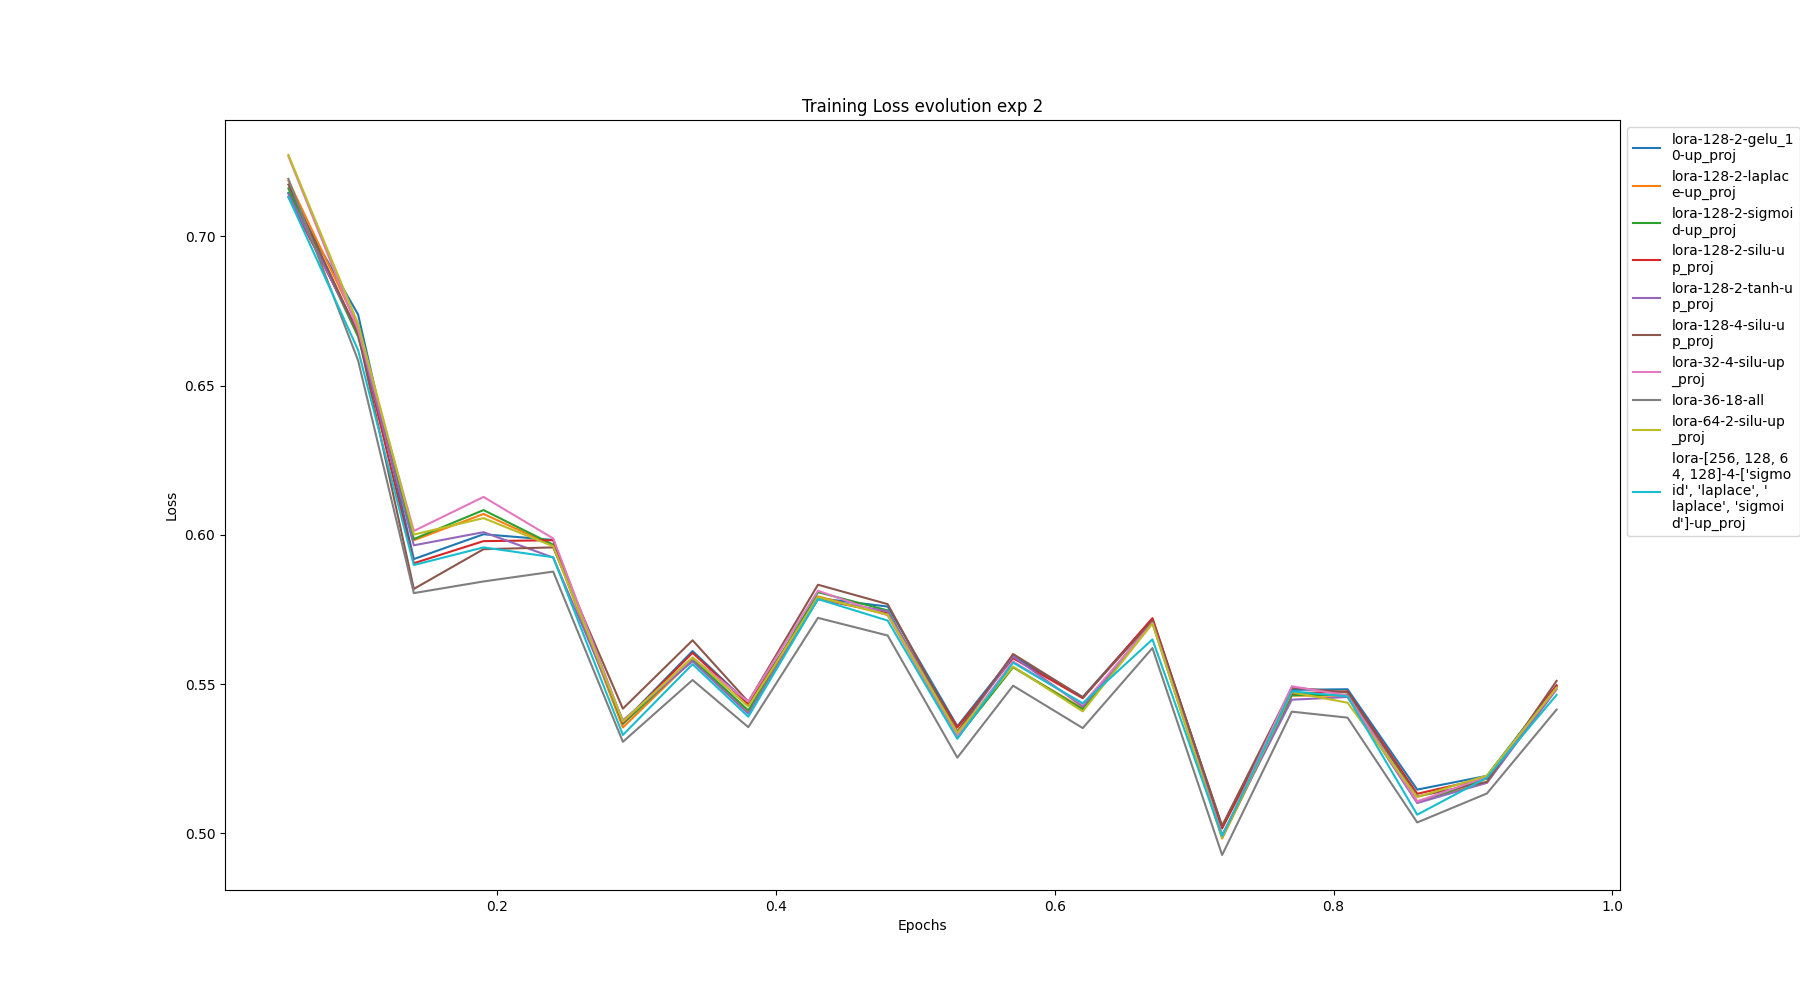 Training Loss evolution exp 2
Loss
0.70
0.65
0.60
0.55
0.50
0.2
0.4
0.6
0.8
1.0
Epochs
lora-128-2-gelu_1
0-up_proj
lora-128-2-laplac
e-up_proj
lora-128-2-sigmoi
d-up_proj
lora-128-2-silu-u
p_proj
lora-128-2-tanh-u
p_proj
lora-128-4-silu-u
p_proj
lora-32-4-silu-up
_proj
lora-36-18-all
lora-64-2-silu-up
_proj
lora-[256, 128, 6
4, 128]-4-['sigmo
id', 'laplace', '
laplace', 'sigmoi
d']-up_proj